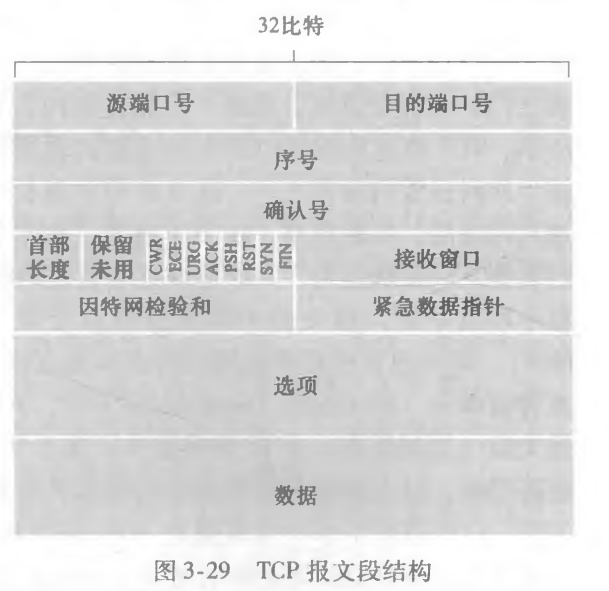 32比特
源端口号 目的端口号
序号
确认号
首部 保留 CWR ECE URG ACK PSH RST SYN FIN 接收窗口
长度 未用
因特网检验和 紧急数据指针
选项
数据
图 3-29 TCP 报文段结构